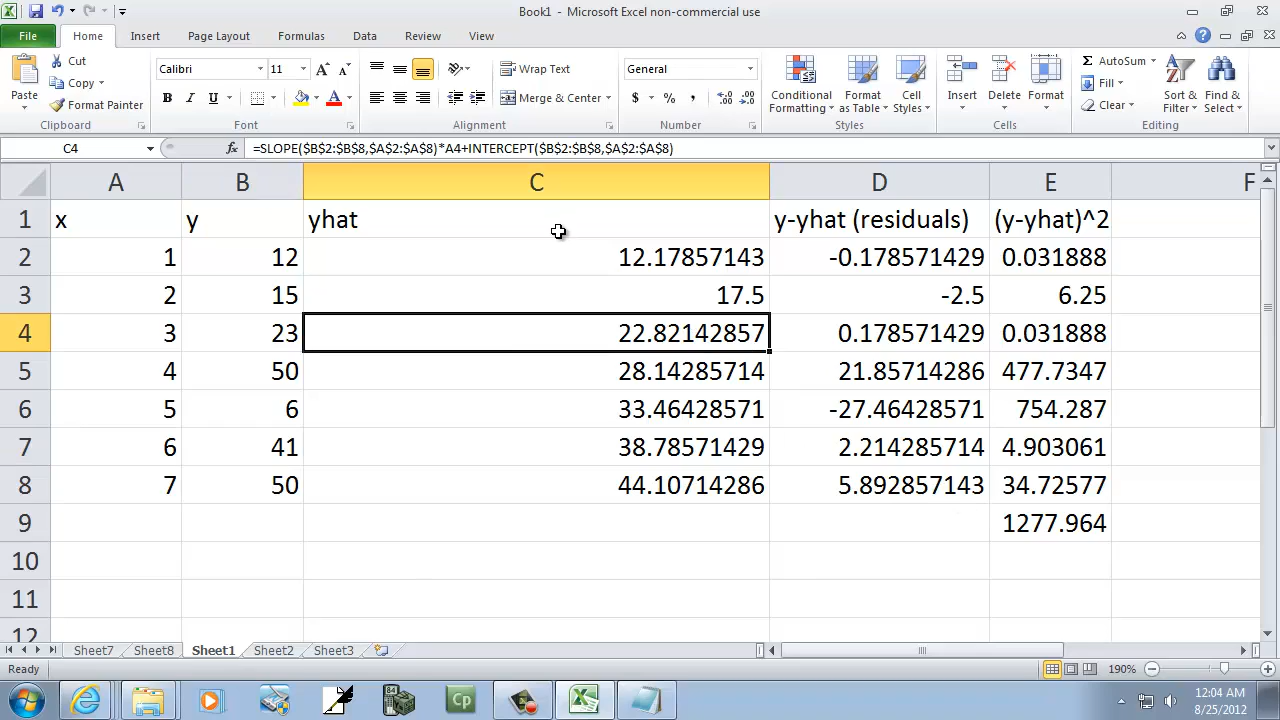 Book1 - Microsoft Excel non-commercial use
File Home Insert Page Layout Formulas Data Review View
Paste Cut Copy Format Painter Clipboard
Calibri 11 B I U A Font
Wrap Text Merge & Center Alignment
General $ % , Number
Conditional Formatting Format as Table Cell Styles Styles
Insert Delete Format Cells
AutoSum Fill Clear Sort & Filter Find & Select Editing
C4 fx =SLOPE($B$2:$B$8,$A$2:$A$8)*A4+INTERCEPT($B$2:$B$8,$A$2:$A$8)
A B C D E F
1 x y yhat y-yhat (residuals) (y-yhat)^2
2 1 12 12.17857143 -0.178571429 0.031888
3 2 15 17.5 -2.5 6.25
4 3 23 22.82142857 0.178571429 0.031888
5 4 50 28.14285714 21.85714286 477.7347
6 5 6 33.46428571 -27.46428571 754.287
7 6 41 38.78571429 2.214285714 4.903061
8 7 50 44.10714286 5.892857143 34.72577
9 1277.964
10
11
12
Sheet7 Sheet8 Sheet1 Sheet2 Sheet3
Ready 190%
Cp
12:04 AM
8/25/2012